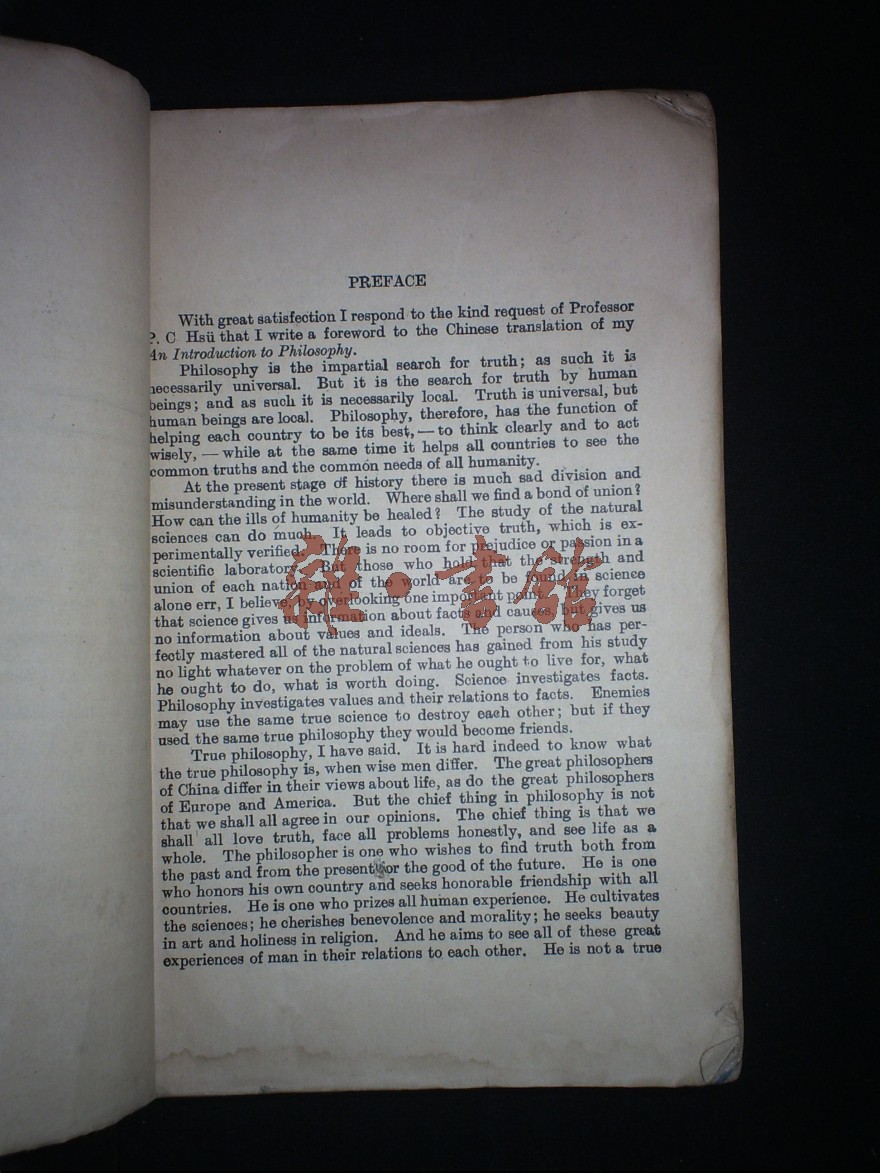 PREFACE
With great satisfaction I respond to the kind request of Professor
P. C Hsü that I write a foreword to the Chinese translation of my
An Introduction to Philosophy.
Philosophy is the impartial search for truth; as such it is
necessarily universal. But it is the search for truth by human
beings; and as such it is necessarily local. Truth is universal, but
human beings are local. Philosophy, therefore, has the function of
helping each country to be its best, — to think clearly and to act
wisely, — while at the same time it helps all countries to see the
common truths and the common needs of all humanity.
At the present stage of history there is much sad division and
misunderstanding in the world. Where shall we find a bond of union?
How can the ills of humanity be healed? The study of the natural
sciences can do much. It leads to objective truth, which is ex-
perimentally verified. There is no room for prejudice or passion in a
scientific laboratory. But those who hold that the strength and
union of each nation and of the world are to be found in science
alone err, I believe, by overlooking one important point. They forget
that science gives us information about facts and causes, but gives us
no information about values and ideals. The person who has per-
fectly mastered all of the natural sciences has gained from his study
no light whatever on the problem of what he ought to live for, what
he ought to do, what is worth doing. Science investigates facts.
Philosophy investigates values and their relations to facts. Enemies
may use the same true science to destroy each other; but if they
used the same true philosophy they would become friends.
True philosophy, I have said. It is hard indeed to know what
the true philosophy is, when wise men differ. The great philosophers
of China differ in their views about life, as do the great philosophers
of Europe and America. But the chief thing in philosophy is not
that we shall all agree in our opinions. The chief thing is that we
shall all love truth, face all problems honestly, and see life as a
whole. The philosopher is one who wishes to find truth both from
the past and from the present for the good of the future. He is one
who honors his own country and seeks honorable friendship with all
countries. He is one who prizes all human experience. He cultivates
the sciences; he cherishes benevolence and morality; he seeks beauty
in art and holiness in religion. And he aims to see all of these great
experiences of man in their relations to each other. He is not a true